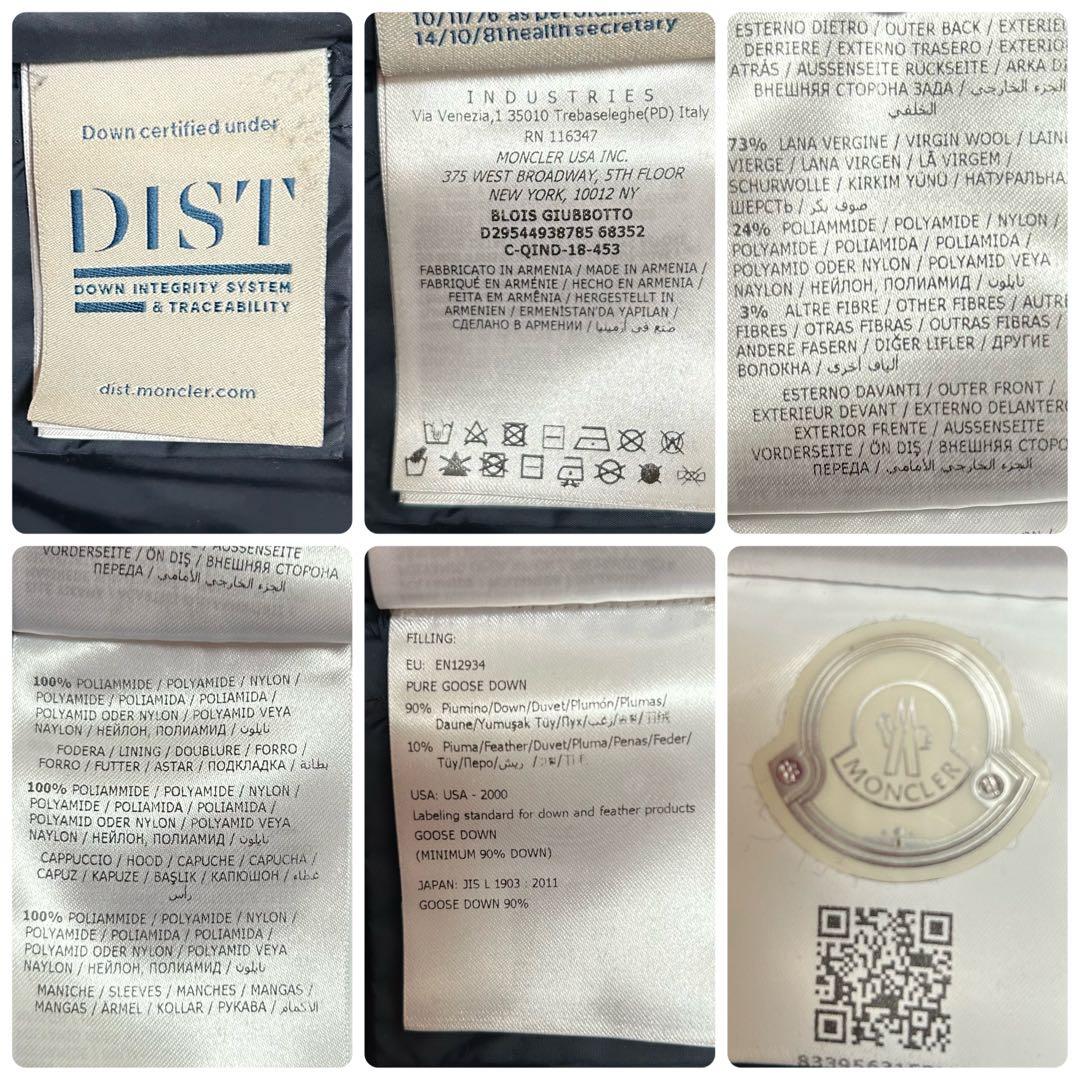 Down certified under
DIST
DOWN INTEGRITY SYSTEM
& TRACEABILITY
dist.moncler.com
10/11/76 as per
14/10/81 health secretary
INDUSTRIES
Via Venezia,1 35010 Trebaseleghe(PD) Italy
RN 116347
MONCLER USA INC.
375 WEST BROADWAY, 5TH FLOOR
NEW YORK, 10012 NY
BLOIS GIUBBOTTO
D29544938785 68352
C-QIND-18-453
FABBRICATO IN ARMENIA / MADE IN ARMENIA /
FABRIQUÉ EN ARMÉNIE / HECHO EN ARMENIA /
FEITA EM ARMÊNIA / HERGESTELLT IN
ARMENIEN / ERMENISTAN'DA YAPILAN /
СДЕЛАНО В АРМЕНИИ / صنع في أرمينيا
ESTERNO DIETRO / OUTER BACK /
DERRIERE / EXTERNO TRASERO /
ATRÁS / AUSSENSEITE RÜCKSEITE / ARKA
ВНЕШНЯЯ СТОРОНА ЗАДА / الجزء الخارجي
الخلفي
73% LANA VERGINE / VIRGIN WOOL /
VIERGE / LANA VIRGEN / LÃ VIRGEM /
SCHURWOLLE / KIRKIM YÜNÜ /
ШЕРСТЬ / صوف بكر
24% POLIAMMIDE / POLYAMIDE / NYLON /
POLYAMIDE / POLIAMIDA / POLIAMIDA /
POLYAMID ODER NYLON / POLYAMID VEYA
NAYLON / НЕЙЛОН, ПОЛИАМИД / نايلون
3% ALTRE FIBRE / OTHER FIBRES /
FIBRES / OTRAS FIBRAS / OUTRAS FIBRAS /
ANDERE FASERN / DIĞER LIFLER / ДРУГИЕ
ВОЛОКНА / ألياف أخرى
ESTERNO DAVANTI / OUTER FRONT /
EXTERIEUR DEVANT / EXTERNO
EXTERIOR FRENTE / AUSSENSEITE
VORDERSEITE / ÖN DIŞ / ВНЕШНЯЯ
ПЕРЕДА / الجزء الخارجي الأمامي
VORDERSEITE / ÖN DIŞ / ВНЕШНЯЯ СТОРОНА
ПЕРЕДА / الجزء الخارجي الأمامي
100% POLIAMMIDE / POLYAMIDE / NYLON /
POLYAMIDE / POLIAMIDA / POLIAMIDA /
POLYAMID ODER NYLON / POLYAMID VEYA
NAYLON / НЕЙЛОН, ПОЛИАМИД / نايلون
FODERA / LINING / DOUBLURE / FORRO /
FORRO / FUTTER / ASTAR / ПОДКЛАДКА / بطانة
100% POLIAMMIDE / POLYAMIDE / NYLON /
POLYAMIDE / POLIAMIDA / POLIAMIDA /
POLYAMID ODER NYLON / POLYAMID VEYA
NAYLON / НЕЙЛОН, ПОЛИАМИД / نايلون
CAPPUCCIO / HOOD / CAPUCHE / CAPUCHA /
CAPUZ / KAPUZE / BAŞLIK / КАПЮШОН / غطاء
رأس
100% POLIAMMIDE / POLYAMIDE / NYLON /
POLYAMIDE / POLIAMIDA / POLIAMIDA /
POLYAMID ODER NYLON / POLYAMID VEYA
NAYLON / НЕЙЛОН, ПОЛИАМИД / نايلون
MANICHE / SLEEVES / MANCHES / MANGAS /
MANGAS / ÄRMEL / KOLLAR / РУКАВА / الأكمام
FILLING:
EU: EN12934
PURE GOOSE DOWN
90% Piumino/Down/Duvet/Plumón/Plumas/
Daune/Yumuşak Tüy/Пух/زغب/
10% Piuma/Feather/Duvet/Pluma/Penas/Feder/
Tüy/Перо/ريش/
USA: USA - 2000
Labeling standard for down and feather products
GOOSE DOWN
(MINIMUM 90% DOWN)
JAPAN: JIS L 1903 : 2011
GOOSE DOWN 90%
MONCLER